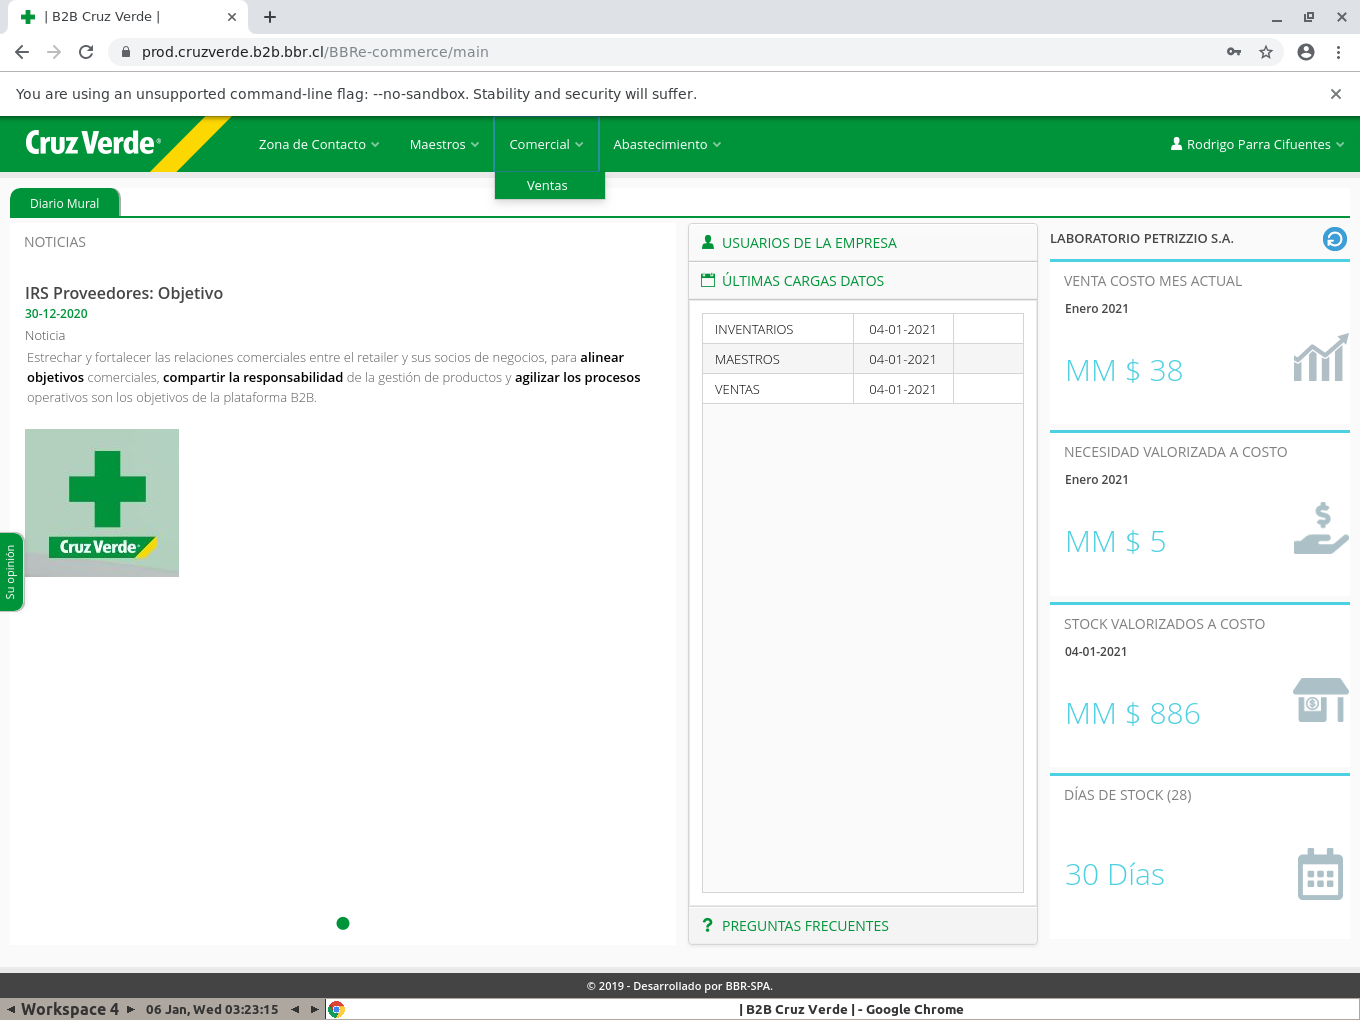 | B2B Cruz Verde |
prod.cruzverde.b2b.bbr.cl/BBRe-commerce/main
You are using an unsupported command-line flag: --no-sandbox. Stability and security will suffer.
Cruz Verde®
Zona de Contacto
Maestros
Comercial
Abastecimiento
Rodrigo Parra Cifuentes
Ventas
Diario Mural
NOTICIAS
IRS Proveedores: Objetivo
30-12-2020
Noticia
Estrechar y fortalecer las relaciones comerciales entre el retailer y sus socios de negocios, para alinear
objetivos comerciales, compartir la responsabilidad de la gestión de productos y agilizar los procesos
operativos son los objetivos de la plataforma B2B.
Cruz Verde
Su opinión
USUARIOS DE LA EMPRESA
ÚLTIMAS CARGAS DATOS
INVENTARIOS 04-01-2021
MAESTROS 04-01-2021
VENTAS 04-01-2021
? PREGUNTAS FRECUENTES
LABORATORIO PETRIZZIO S.A.
VENTA COSTO MES ACTUAL
Enero 2021
MM $ 38
NECESIDAD VALORIZADA A COSTO
Enero 2021
$
MM $ 5
STOCK VALORIZADOS A COSTO
04-01-2021
MM $ 886
DÍAS DE STOCK (28)
30 Días
© 2019 - Desarrollado por BBR-SPA.
Workspace 4
06 Jan, Wed 03:23:15
| B2B Cruz Verde | - Google Chrome